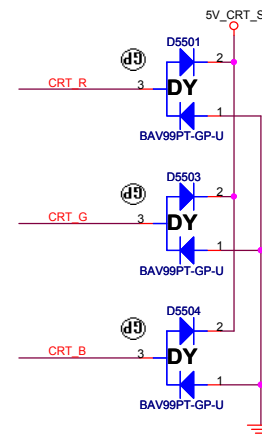 5V_CRT_S
D5501
GP
2
CRT_R
3
DY
1
BAV99PT-GP-U
D5503
GP
2
CRT_G
3
DY
1
BAV99PT-GP-U
D5504
GP
2
CRT_B
3
DY
1
BAV99PT-GP-U